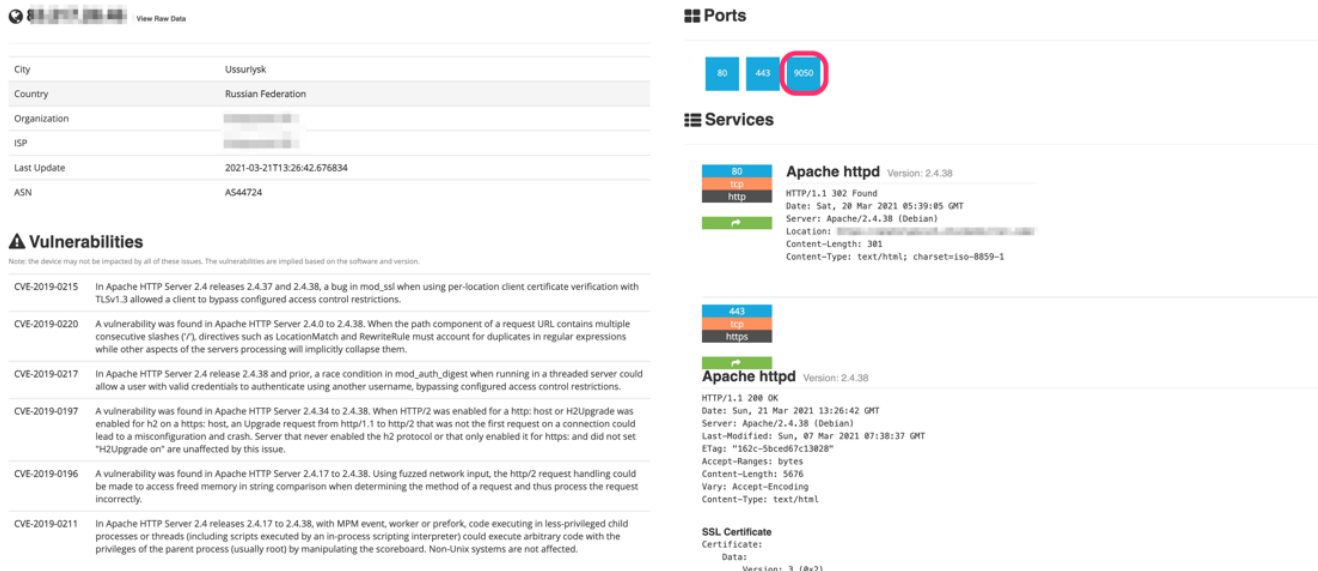 View Raw Data
City Ussuriysk
Country Russian Federation
Organization
ISP
Last Update 2021-03-21T13:26:42.676834
ASN AS44724
Vulnerabilities
Note: the device may not be impacted by all of these issues. The vulnerabilities are implied based on the software and version.
CVE-2019-0215 In Apache HTTP Server 2.4 releases 2.4.37 and 2.4.38, a bug in mod_ssl when using per-location client certificate verification with
TLSv1.3 allowed a client to bypass configured access control restrictions.
CVE-2019-0220 A vulnerability was found in Apache HTTP Server 2.4.0 to 2.4.38. When the path component of a request URL contains multiple
consecutive slashes ('/'), directives such as LocationMatch and RewriteRule must account for duplicates in regular expressions
while other aspects of the servers processing will implicitly collapse them.
CVE-2019-0217 In Apache HTTP Server 2.4 release 2.4.38 and prior, a race condition in mod_auth_digest when running in a threaded server could
allow a user with valid credentials to authenticate using another username, bypassing configured access control restrictions.
CVE-2019-0197 A vulnerability was found in Apache HTTP Server 2.4.34 to 2.4.38. When HTTP/2 was enabled for a http: host or H2Upgrade was
enabled for h2 on a https: host, an Upgrade request from http/1.1 to http/2 that was not the first request on a connection could
lead to a misconfiguration and crash. Server that never enabled the h2 protocol or that only enabled it for https: and did not set
"H2Upgrade on" are unaffected by this issue.
CVE-2019-0196 A vulnerability was found in Apache HTTP Server 2.4.17 to 2.4.38. Using fuzzed network input, the http/2 request handling could
be made to access freed memory in string comparison when determining the method of a request and thus process the request
incorrectly.
CVE-2019-0211 In Apache HTTP Server 2.4 releases 2.4.17 to 2.4.38, with MPM event, worker or prefork, code executing in less-privileged child
processes or threads (including scripts executed by an in-process scripting interpreter) could execute arbitrary code with the
privileges of the parent process (usually root) by manipulating the scoreboard. Non-Unix systems are not affected.
Ports
80 443 9050
Services
80
tcp
http
Apache httpd Version: 2.4.38
HTTP/1.1 302 Found
Date: Sat, 20 Mar 2021 05:39:05 GMT
Server: Apache/2.4.38 (Debian)
Location:
Content-Length: 301
Content-Type: text/html; charset=iso-8859-1
443
tcp
https
Apache httpd Version: 2.4.38
HTTP/1.1 200 OK
Date: Sun, 21 Mar 2021 13:26:42 GMT
Server: Apache/2.4.38 (Debian)
Last-Modified: Sun, 07 Mar 2021 07:38:37 GMT
ETag: "162c-5bced67c13028"
Accept-Ranges: bytes
Content-Length: 5676
Vary: Accept-Encoding
Content-Type: text/html
SSL Certificate
Certificate:
Data:
Version: 3 (0x2)